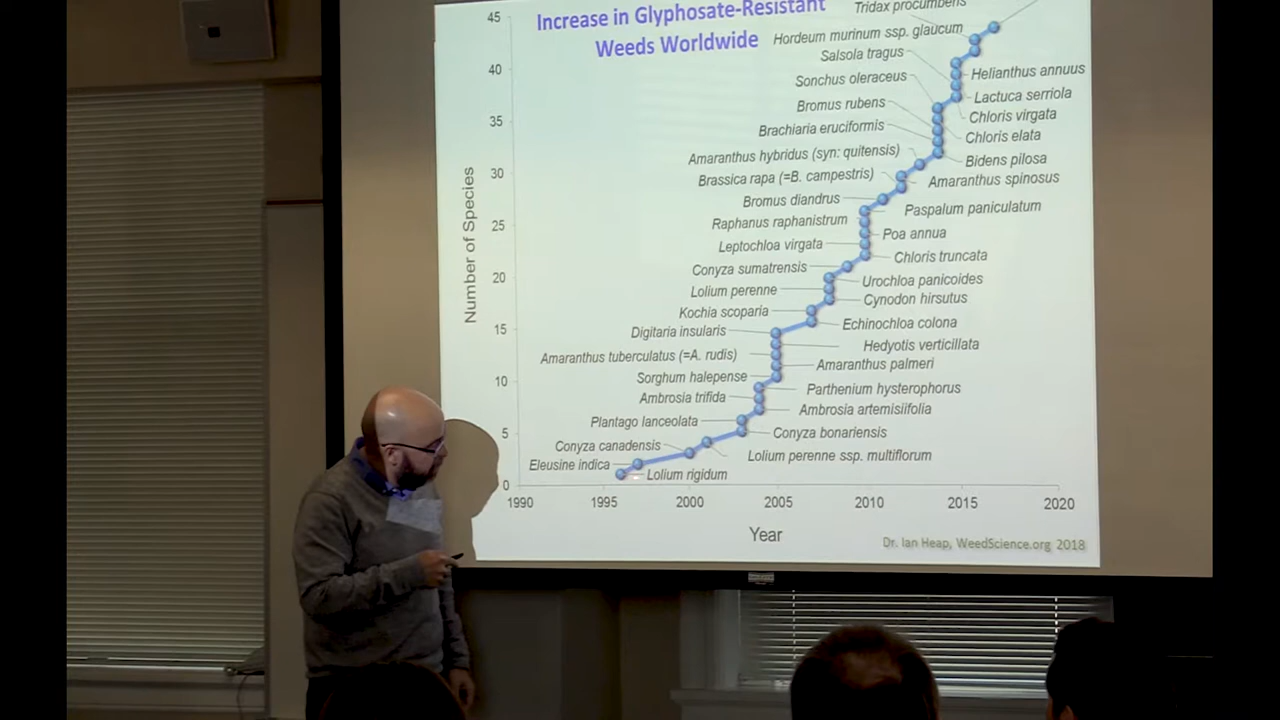 Increase in Glyphosate-Resistant
Weeds Worldwide
Tridax procumbens
Hordeum murinum ssp. glaucum
Salsola tragus
Sonchus oleraceus
Bromus rubens
Brachiaria eruciformis
Amaranthus hybridus (syn: quitensis)
Brassica rapa (=B. campestris)
Bromus diandrus
Raphanus raphanistrum
Leptochloa virgata
Conyza sumatrensis
Lolium perenne
Kochia scoparia
Digitaria insularis
Amaranthus tuberculatus (=A. rudis)
Sorghum halepense
Ambrosia trifida
Plantago lanceolata
Conyza canadensis
Eleusine indica
Helianthus annuus
Lactuca serriola
Chloris virgata
Chloris elata
Bidens pilosa
Amaranthus spinosus
Paspalum paniculatum
Poa annua
Chloris truncata
Urochloa panicoides
Cynodon hirsutus
Echinochloa colona
Hedyotis verticillata
Amaranthus palmeri
Parthenium hysterophorus
Ambrosia artemisiifolia
Conyza bonariensis
Lolium perenne ssp. multiflorum
Lolium rigidum
Number of Species
45
40
35
30
25
20
15
10
5
0
1990 1995 2000 2005 2010 2015 2020
Year
Dr. Ian Heap, WeedScience.org 2018